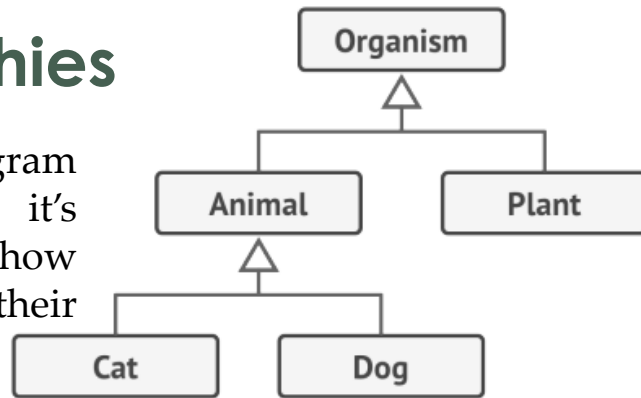 hies
gram
it's
how
their
Organism
Animal
Plant
Cat
Dog